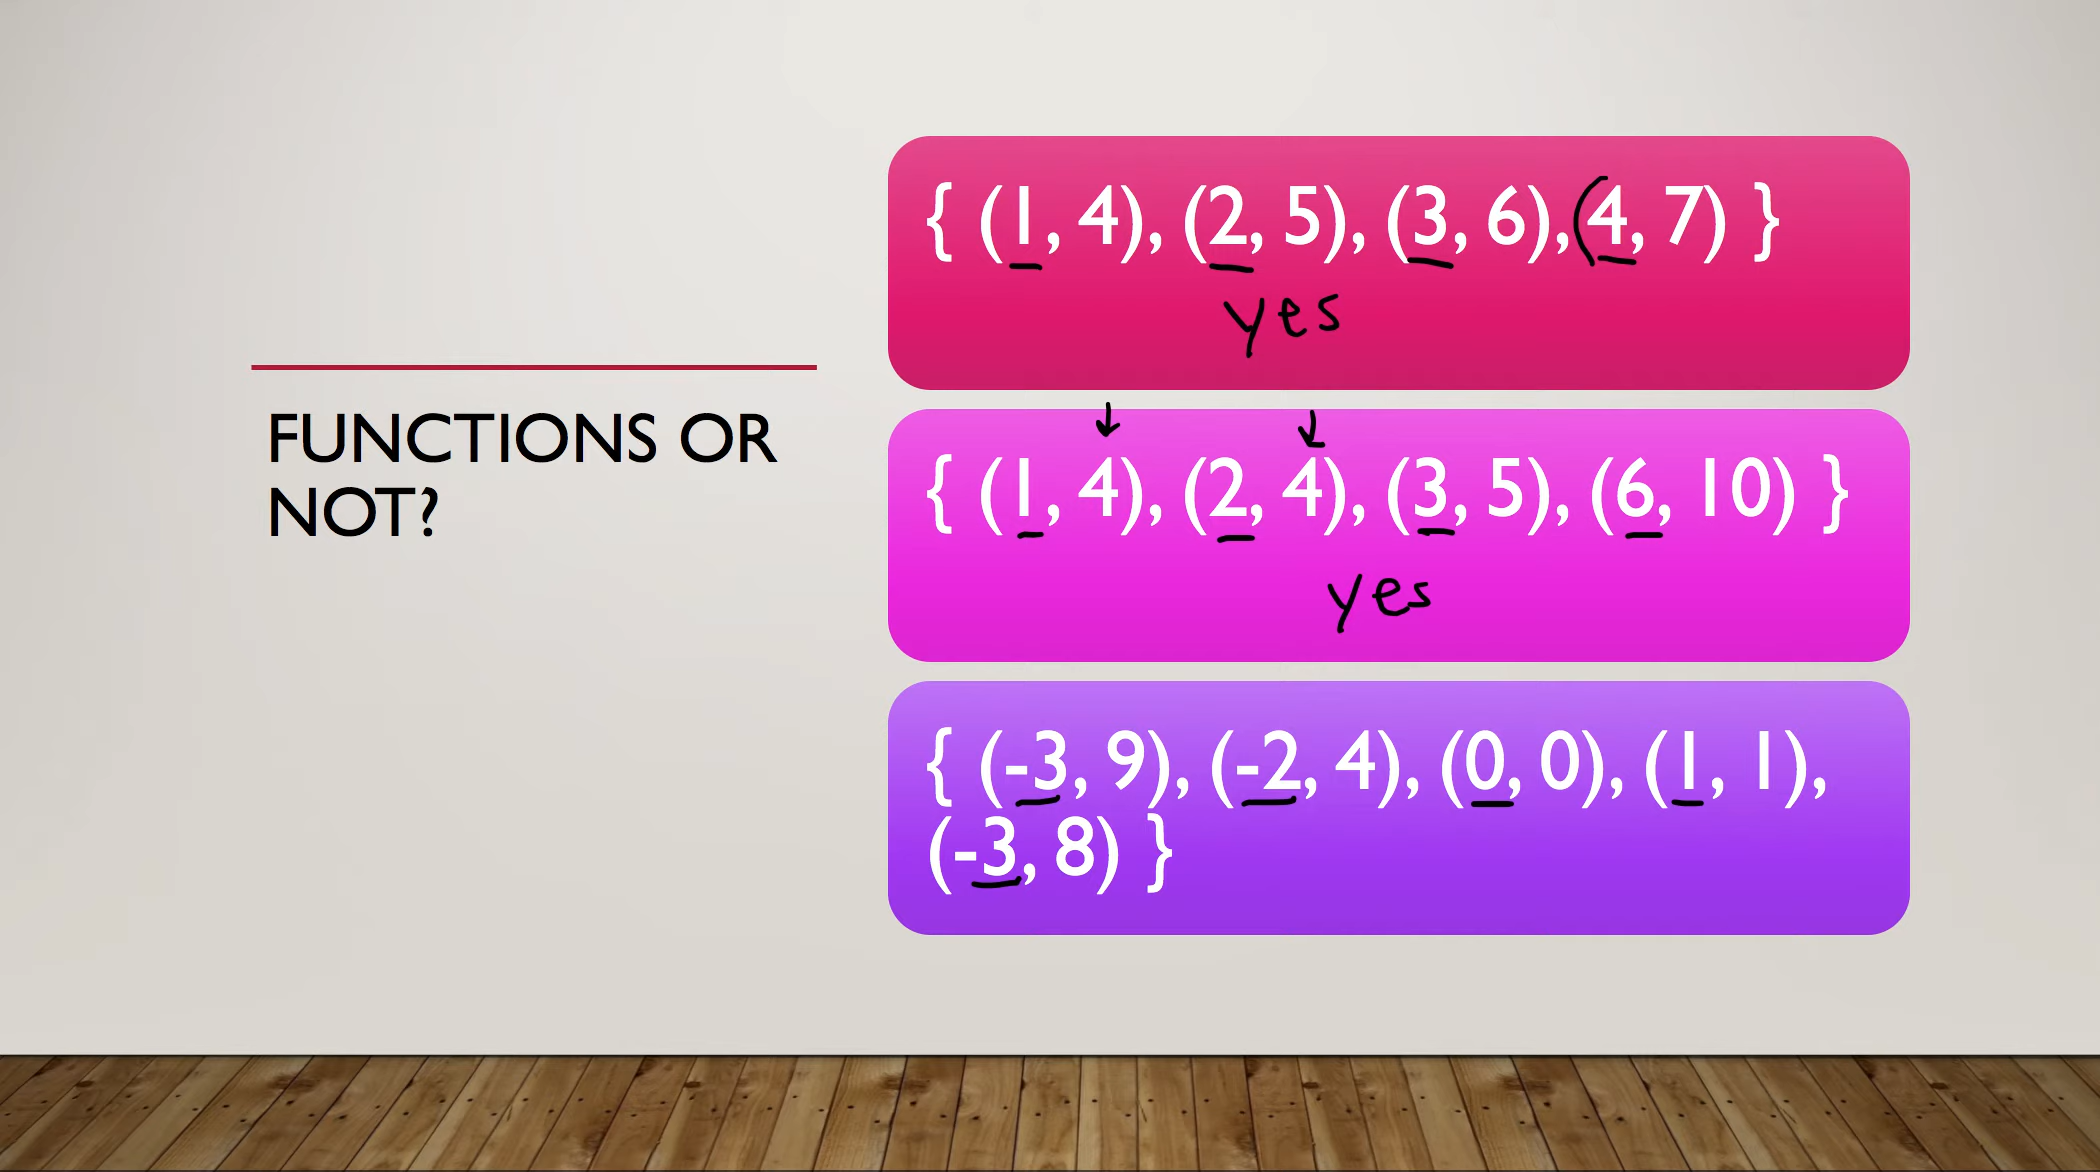 FUNCTIONS OR
NOT?
{ (1, 4), (2, 5), (3, 6), (4, 7) }
yes
{ (1, 4), (2, 4), (3, 5), (6, 10) }
yes
{ (-3, 9), (-2, 4), (0, 0), (1, 1),
(-3, 8) }